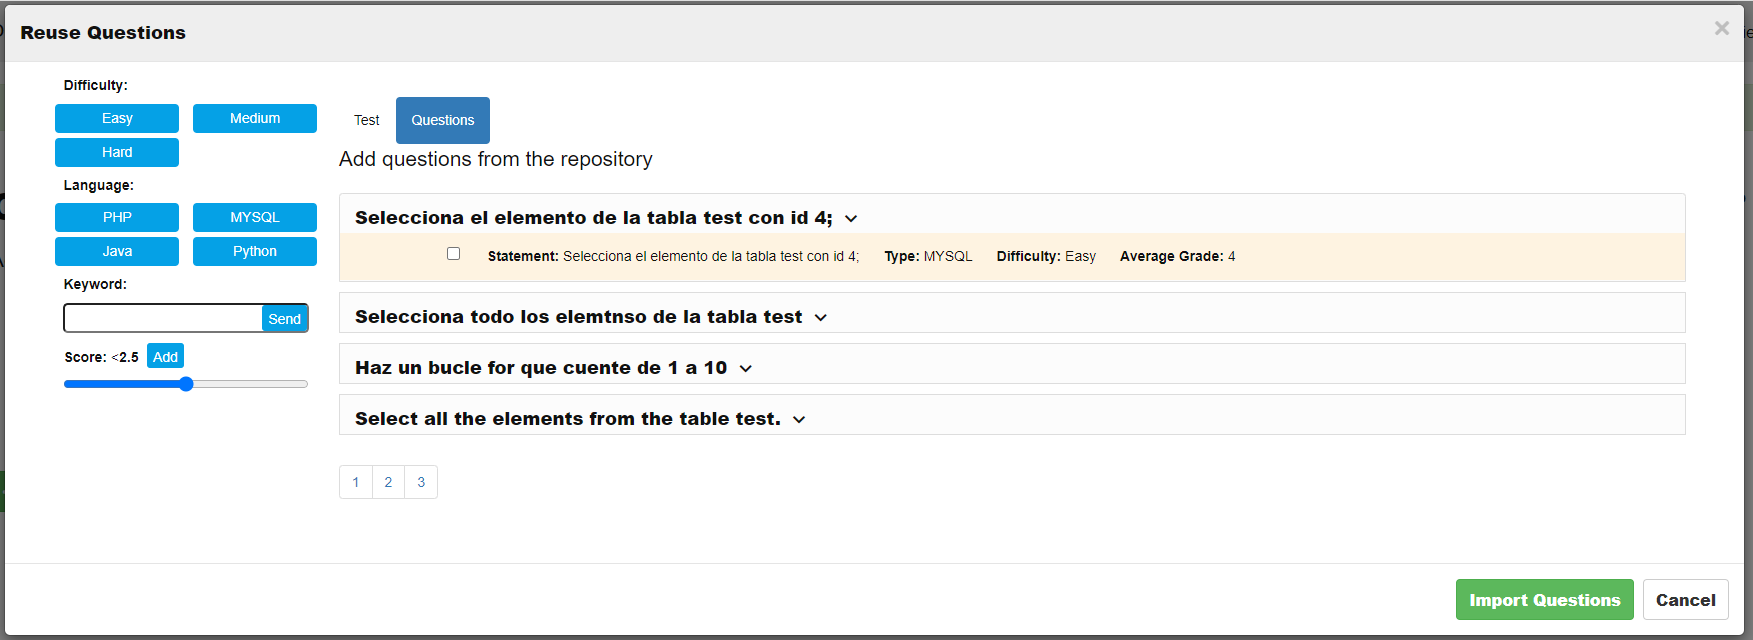 Reuse Questions
×
Difficulty:
Easy Medium
Hard
Language:
PHP MYSQL
Java Python
Keyword:
Send
Score: <2.5 Add
Test Questions
Add questions from the repository
Selecciona el elemento de la tabla test con id 4;
Statement: Selecciona el elemento de la tabla test con id 4; Type: MYSQL Difficulty: Easy Average Grade: 4
Selecciona todo los elemtnso de la tabla test
Haz un bucle for que cuente de 1 a 10
Select all the elements from the table test.
1 2 3
Import Questions Cancel